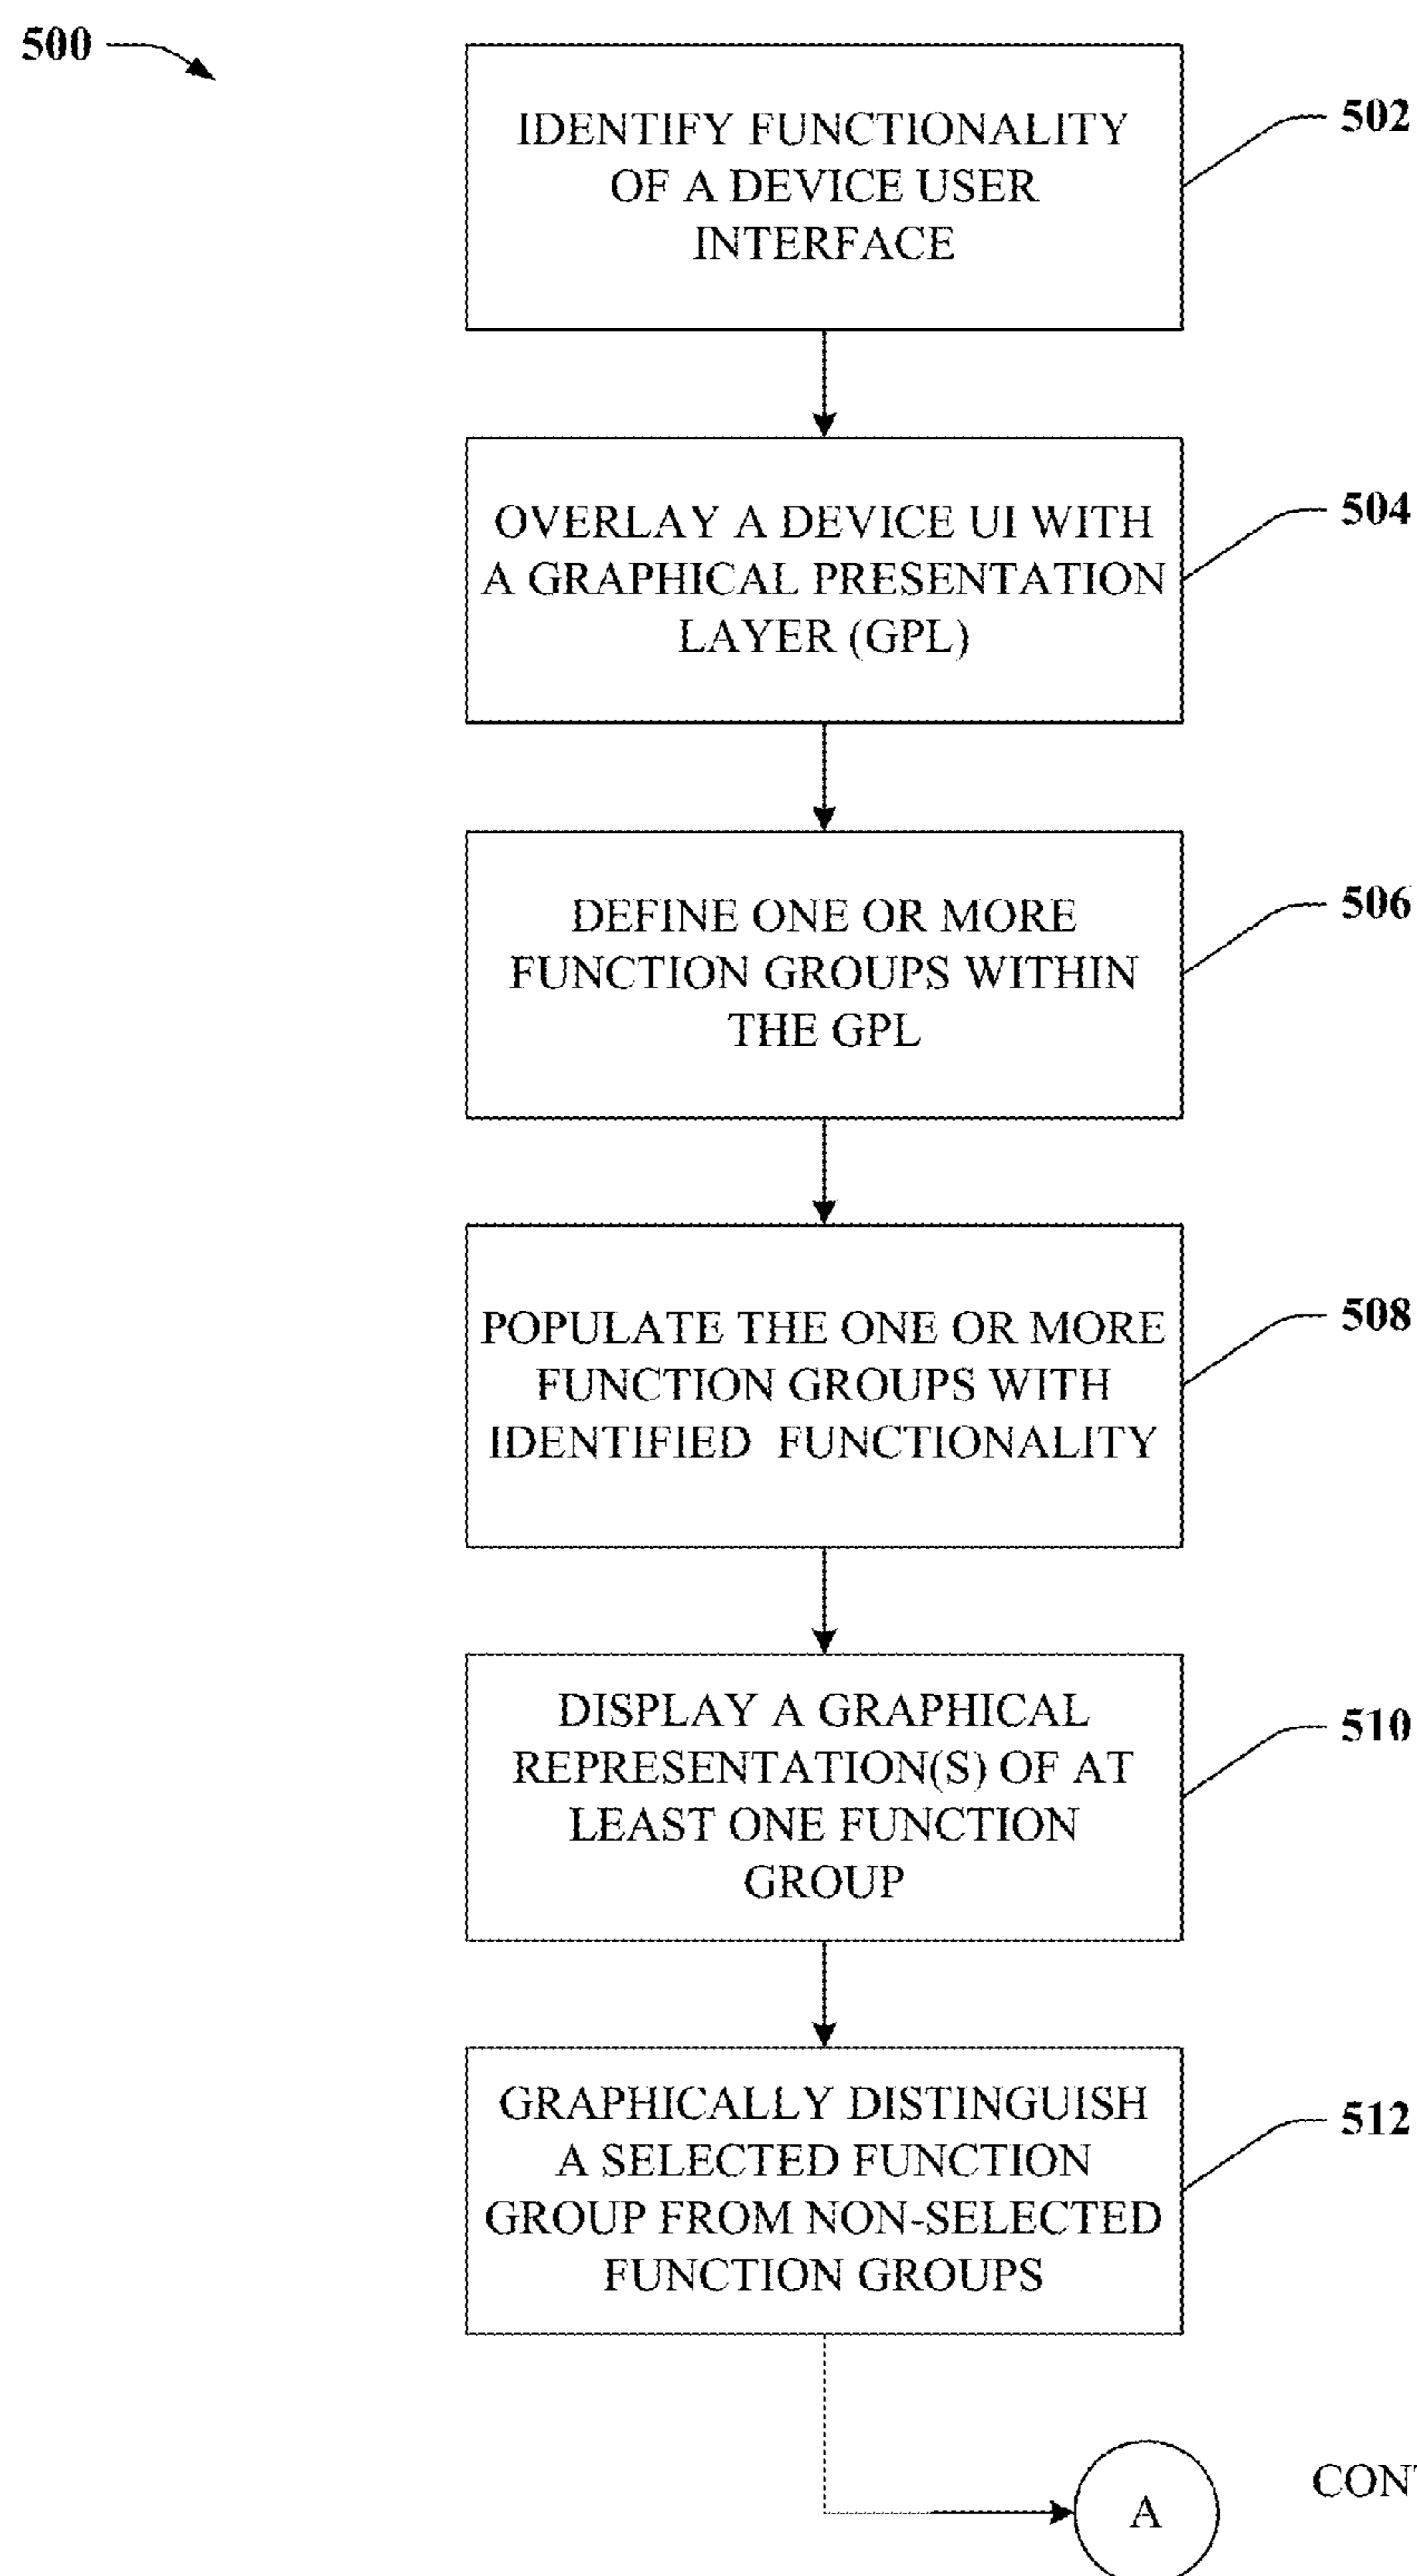 500
IDENTIFY FUNCTIONALITY
OF A DEVICE USER
INTERFACE
502
OVERLAY A DEVICE UI WITH
A GRAPHICAL PRESENTATION
LAYER (GPL)
504
DEFINE ONE OR MORE
FUNCTION GROUPS WITHIN
THE GPL
506
POPULATE THE ONE OR MORE
FUNCTION GROUPS WITH
IDENTIFIED FUNCTIONALITY
508
DISPLAY A GRAPHICAL
REPRESENTATION(S) OF AT
LEAST ONE FUNCTION
GROUP
510
GRAPHICALLY DISTINGUISH
A SELECTED FUNCTION
GROUP FROM NON-SELECTED
FUNCTION GROUPS
512
A